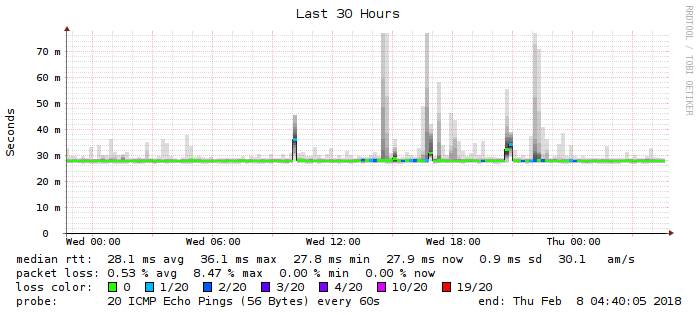 Last 30 Hours
RRDTOOL / TOBI OETIKER
Seconds
70 m
60 m
50 m
40 m
30 m
20 m
10 m
0
Wed 00:00 Wed 06:00 Wed 12:00 Wed 18:00 Thu 00:00
median rtt: 28.1 ms avg 36.1 ms max 27.8 ms min 27.9 ms now 0.9 ms sd 30.1 am/s
packet loss: 0.53 % avg 8.47 % max 0.00 % min 0.00 % now
loss color: 0 1/20 2/20 3/20 4/20 10/20 19/20
probe: 20 ICMP Echo Pings (56 Bytes) every 60s end: Thu Feb 8 04:40:05 2018